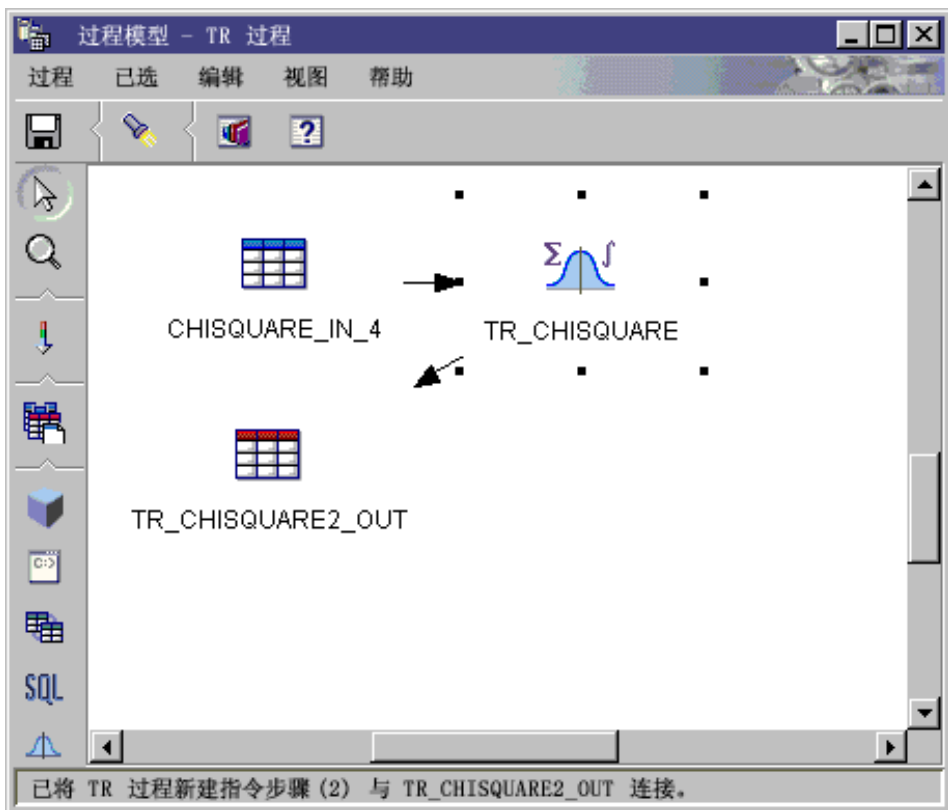 过程模型 - TR 过程
过程 已选 编辑 视图 帮助
?
Σ ∫
CHISQUARE_IN_4
TR_CHISQUARE
TR_CHISQUARE2_OUT
C:>
SQL
已将 TR 过程新建指令步骤(2) 与 TR_CHISQUARE2_OUT 连接。